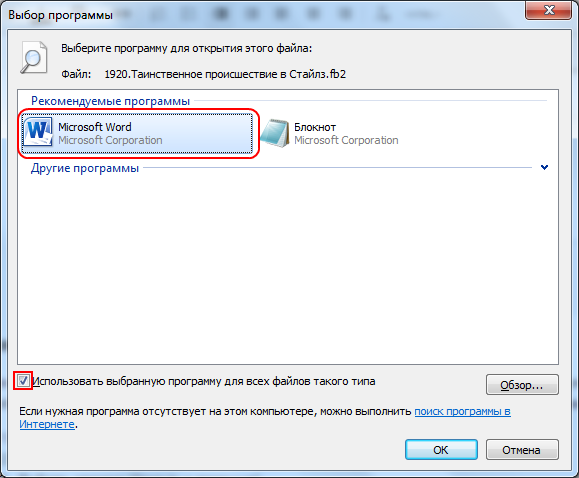 Выбор программы
Выберите программу для открытия этого файла:
Файл: 1920.Таинственное происшествие в Стайлз.fb2
Рекомендуемые программы
Microsoft Word
Microsoft Corporation
Блокнот
Microsoft Corporation
Другие программы
Использовать выбранную программу для всех файлов такого типа
Обзор...
Если нужная программа отсутствует на этом компьютере, можно выполнить поиск программы в
Интернете.
ОК
Отмена